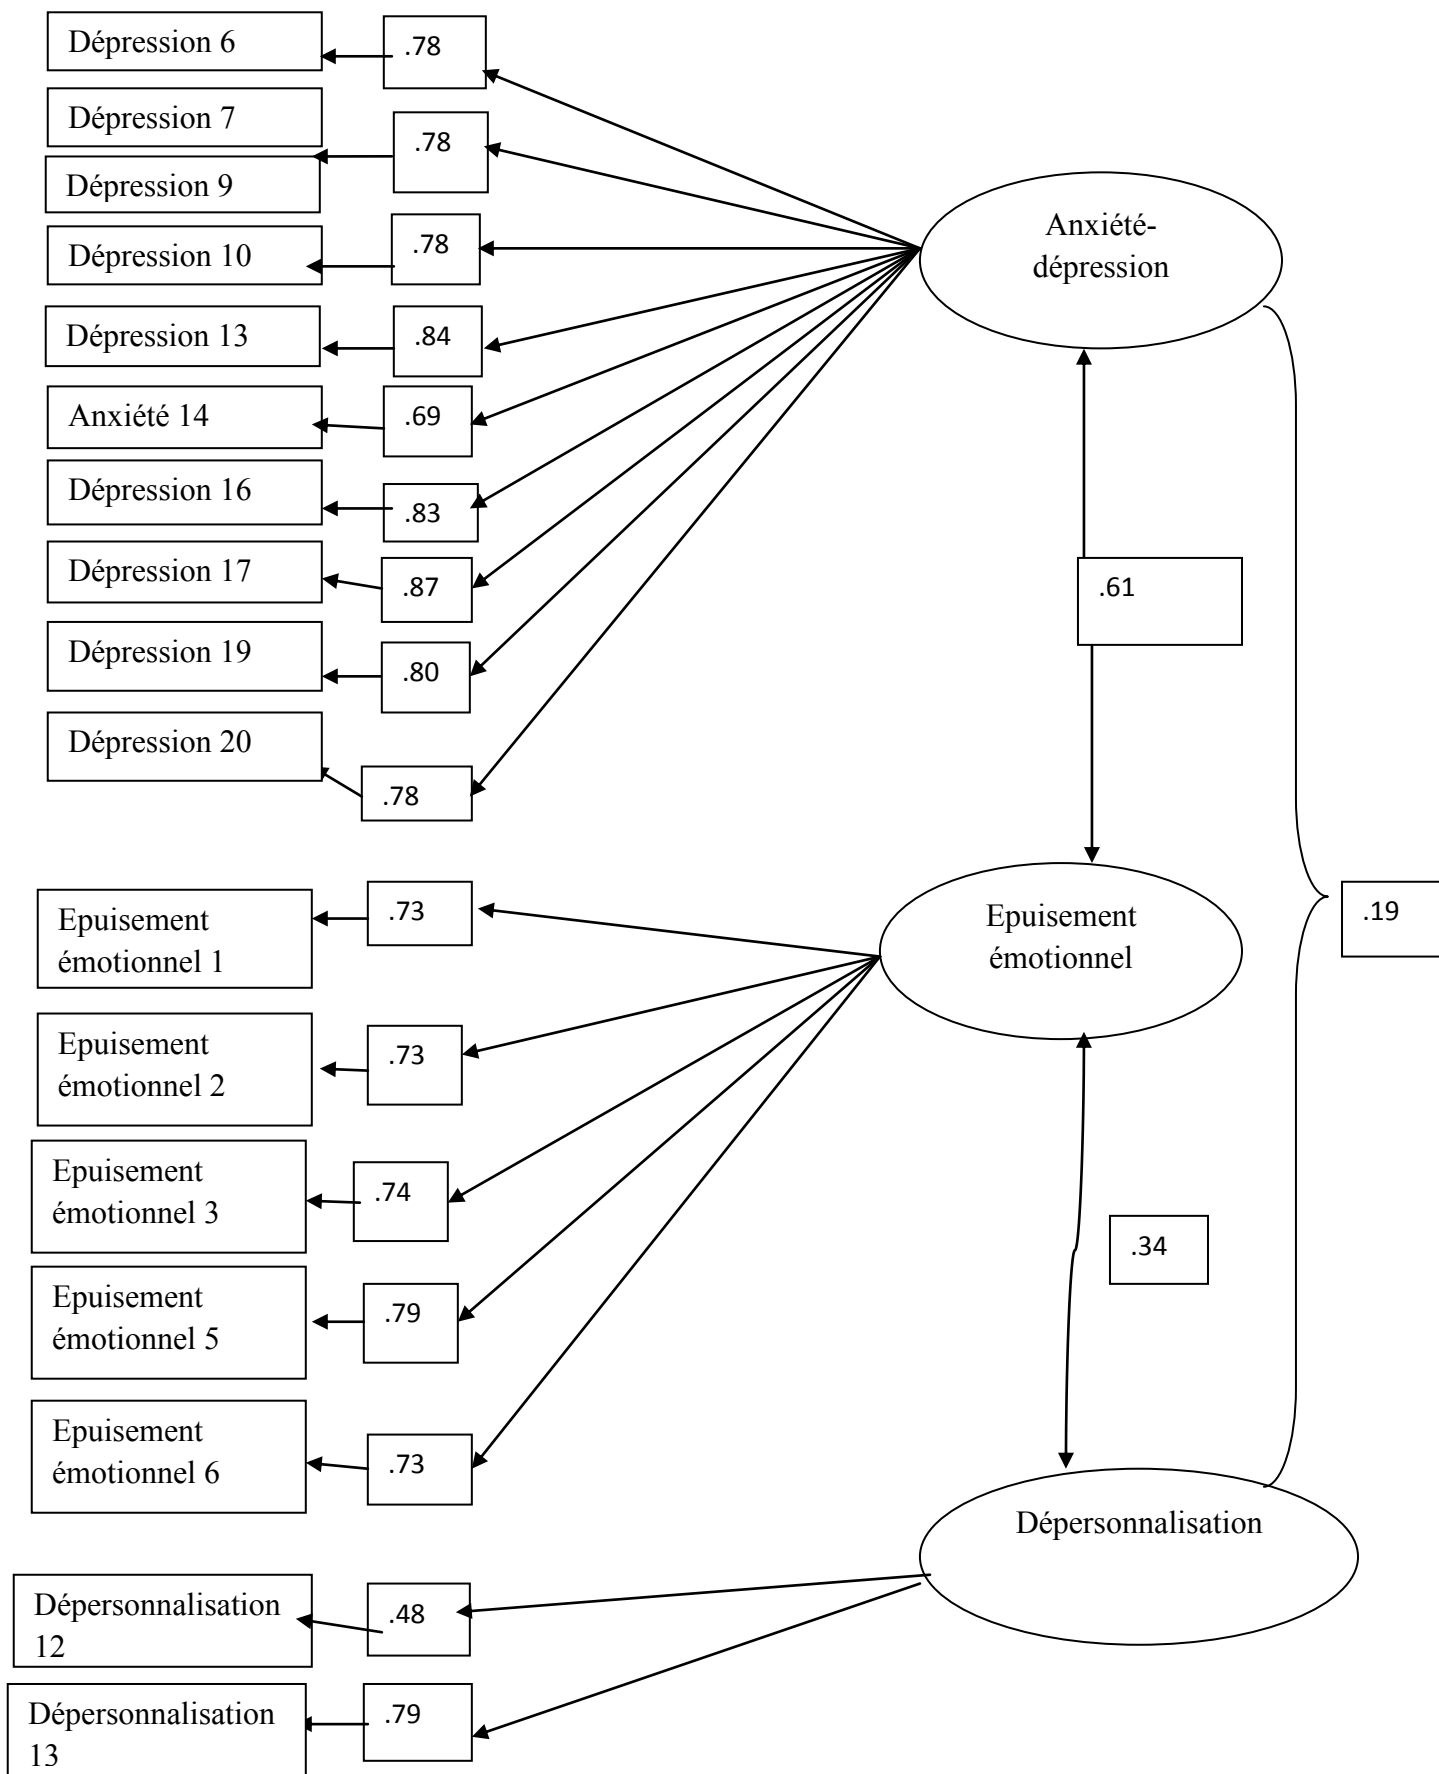 Dépression 6
.78
Dépression 7
.78
Dépression 9
Dépression 10
.78
Anxiété-
dépression
Dépression 13
.84
Anxiété 14
.69
Dépression 16
.83
Dépression 17
.87
.61
Dépression 19
.80
Dépression 20
.78
Epuisement
émotionnel 1
.73
Epuisement
émotionnel
.19
Epuisement
émotionnel 2
.73
Epuisement
émotionnel 3
.74
.34
Epuisement
émotionnel 5
.79
Epuisement
émotionnel 6
.73
Dépersonnalisation
Dépersonnalisation
12
.48
Dépersonnalisation
13
.79